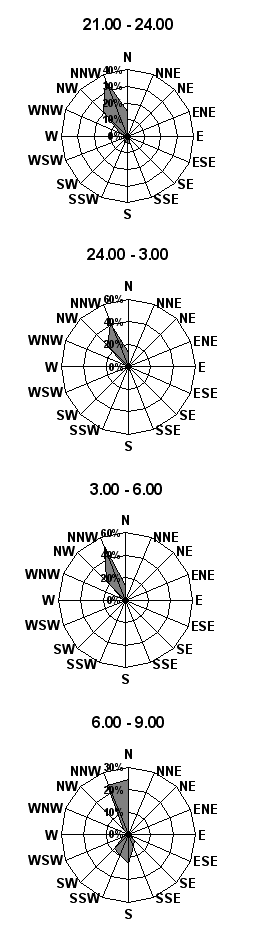 21.00 - 24.00
N
NNW 40% NNE
NW 30% NE
WNW 20% ENE
10%
W 0% E
WSW ESE
SW SE
SSW SSE
S
24.00 - 3.00
N
NNW 60% NNE
NW 40% NE
WNW 20% ENE
W 0% E
WSW ESE
SW SE
SSW SSE
S
3.00 - 6.00
N
NNW 60% NNE
NW 40% NE
WNW 20% ENE
W 0% E
WSW ESE
SW SE
SSW SSE
S
6.00 - 9.00
N
NNW 30% NNE
NW 20% NE
WNW 10% ENE
W 0% E
WSW ESE
SW SE
SSW SSE
S